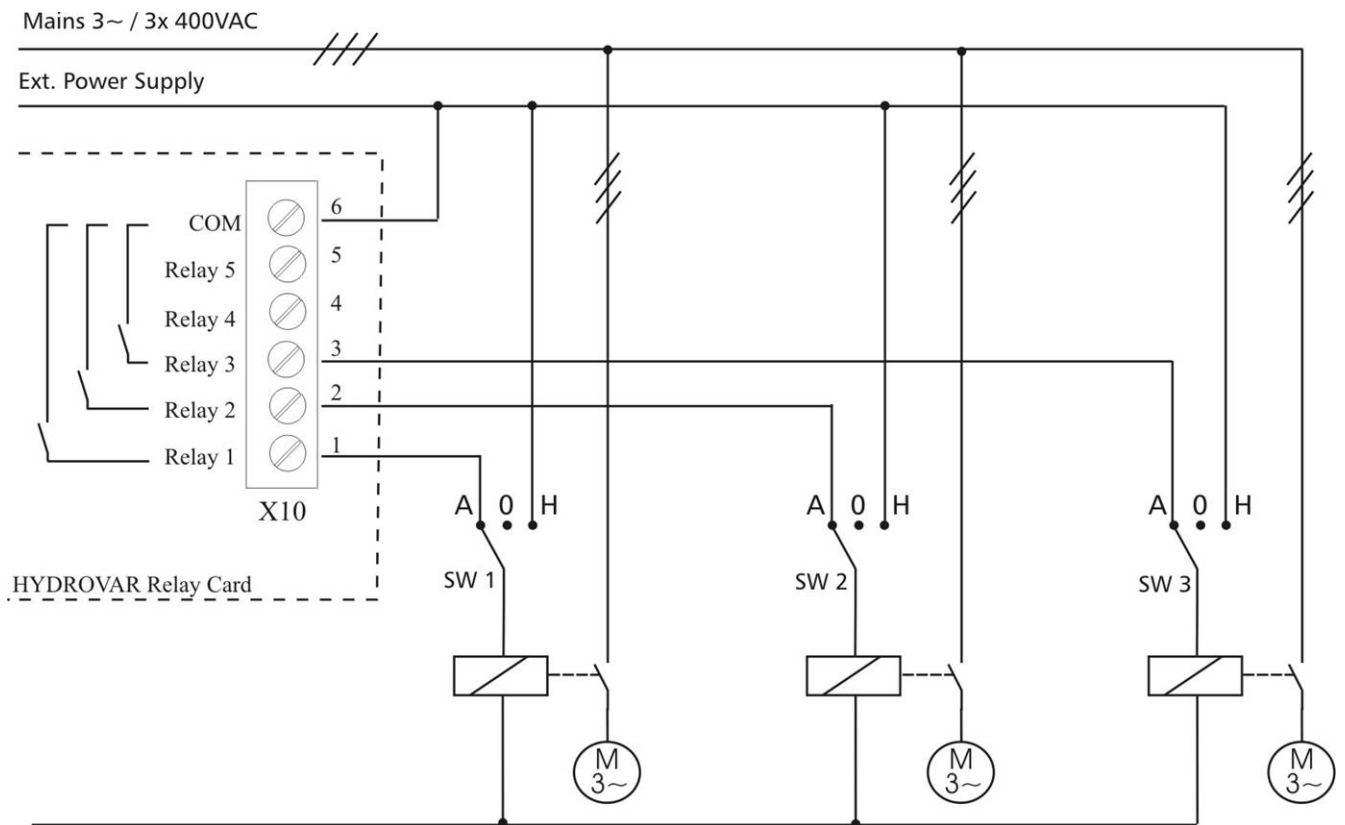 Mains 3~ / 3x 400VAC
Ext. Power Supply
COM 6
Relay 5 5
Relay 4 4
Relay 3 3
Relay 2 2
Relay 1 1
X10
A 0 H
A 0 H
A 0 H
SW 1
SW 2
SW 3
HYDROVAR Relay Card
M
3~
M
3~
M
3~